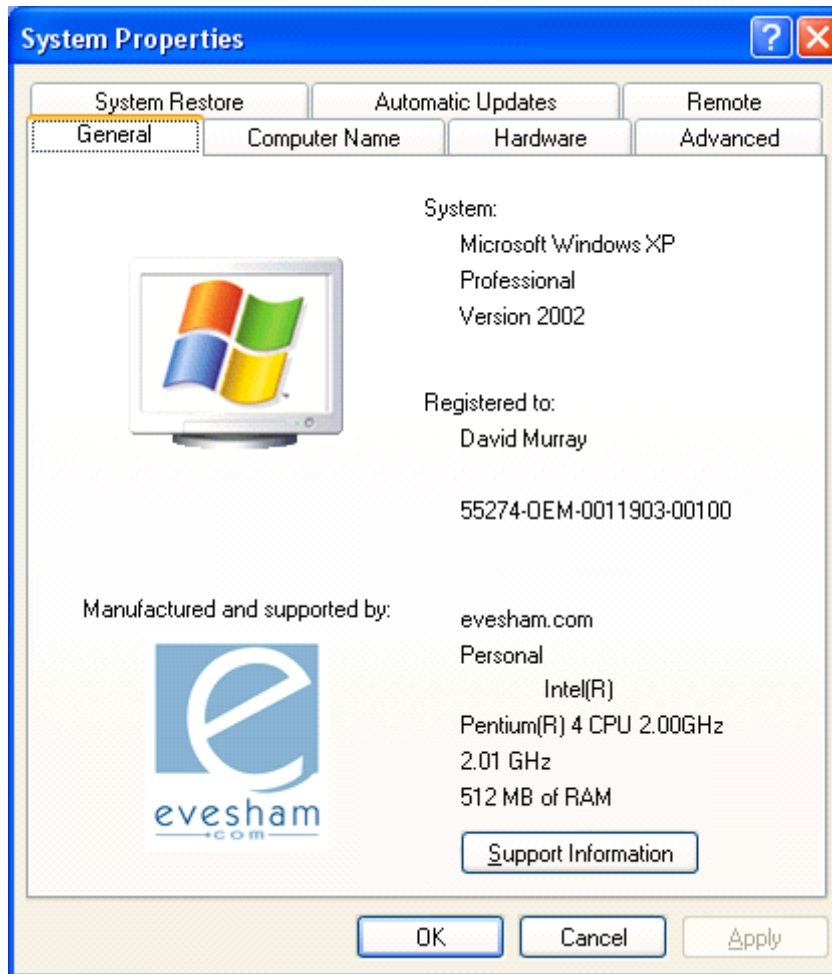 System Properties
System Restore
Automatic Updates
Remote
General
Computer Name
Hardware
Advanced
System:
Microsoft Windows XP
Professional
Version 2002
Registered to:
David Murray
55274-OEM-0011903-00100
Manufactured and supported by:
evesham
.com
evesham.com
Personal
Intel(R)
Pentium(R) 4 CPU 2.00GHz
2.01 GHz
512 MB of RAM
Support Information
OK
Cancel
Apply